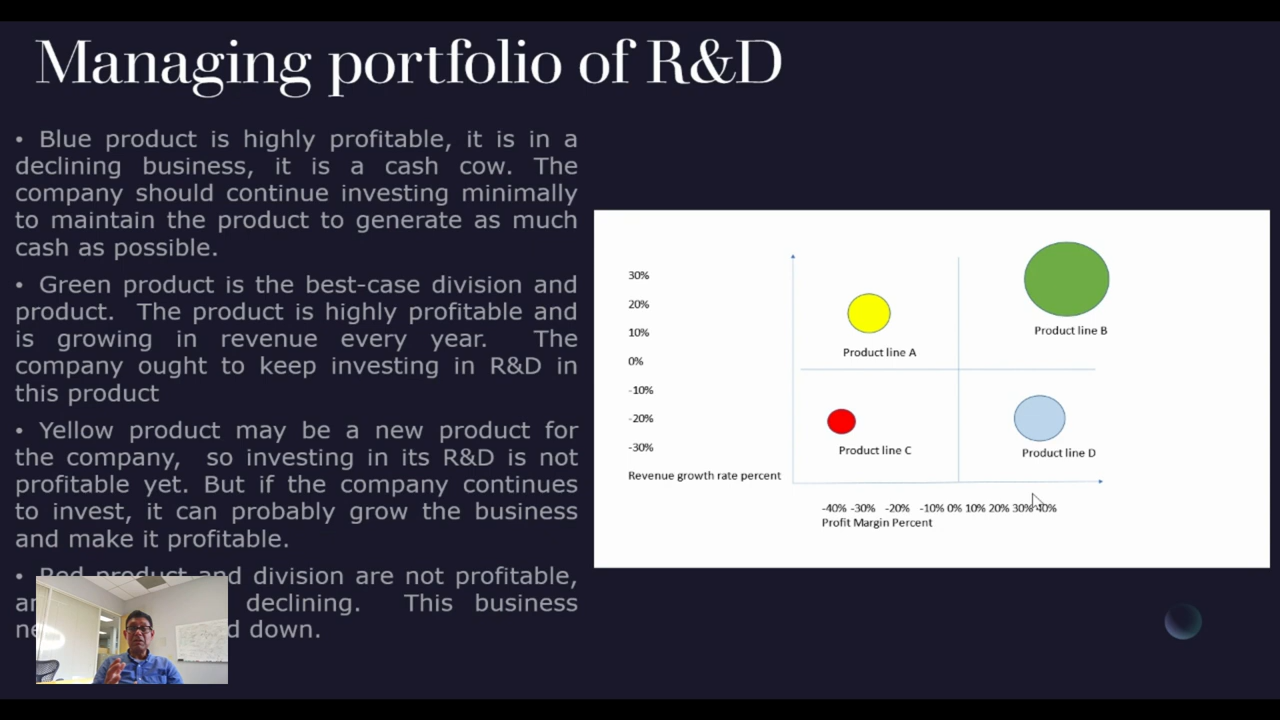 Managing portfolio of R&D
• Blue product is highly profitable, it is in a
declining business, it is a cash cow. The
company should continue investing minimally
to maintain the product to generate as much
cash as possible.
• Green product is the best-case division and
product. The product is highly profitable and
is growing in revenue every year. The
company ought to keep investing in R&D in
this product
• Yellow product may be a new product for
the company, so investing in its R&D is not
profitable yet. But if the company continues
to invest, it can probably grow the business
and make it profitable.
• Red product and division are not profitable,
declining. This business
down.
30%
20%
10%
0%
-10%
-20%
-30%
Revenue growth rate percent
Product line A
Product line B
Product line C
Product line D
-40% -30% -20% -10% 0% 10% 20% 30% 40%
Profit Margin Percent